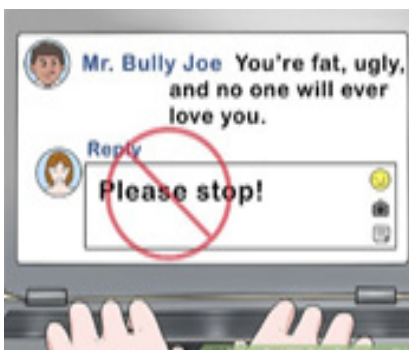 Mr. Bully Joe You're fat, ugly,
and no one will ever
love you.
Reply
Please stop!